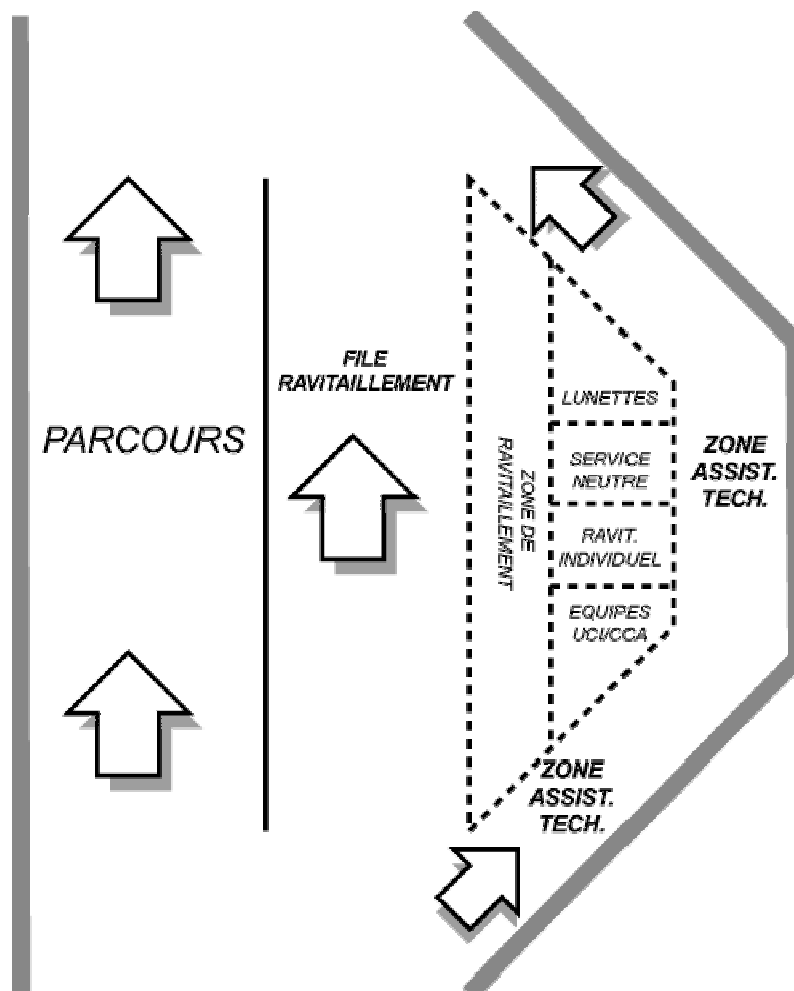 FILE
RAVITAILLEMENT
PARCOURS
ZONE DE
RAVITAILLEMENT
LUNETTES
SERVICE
NEUTRE
RAVIT.
INDIVIDUEL
EQUIPES
UCI/CCA
ZONE
ASSIST.
TECH.
ZONE
ASSIST.
TECH.